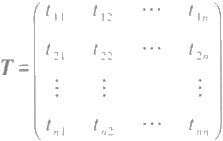 T = ( t₁₁ t₁₂ ⋯ t₁ₙ
t₂₁ t₂₂ ⋯ t₂ₙ
⋮ ⋮ ⋮
tₙ₁ tₙ₂ ⋯ tₙₙ )